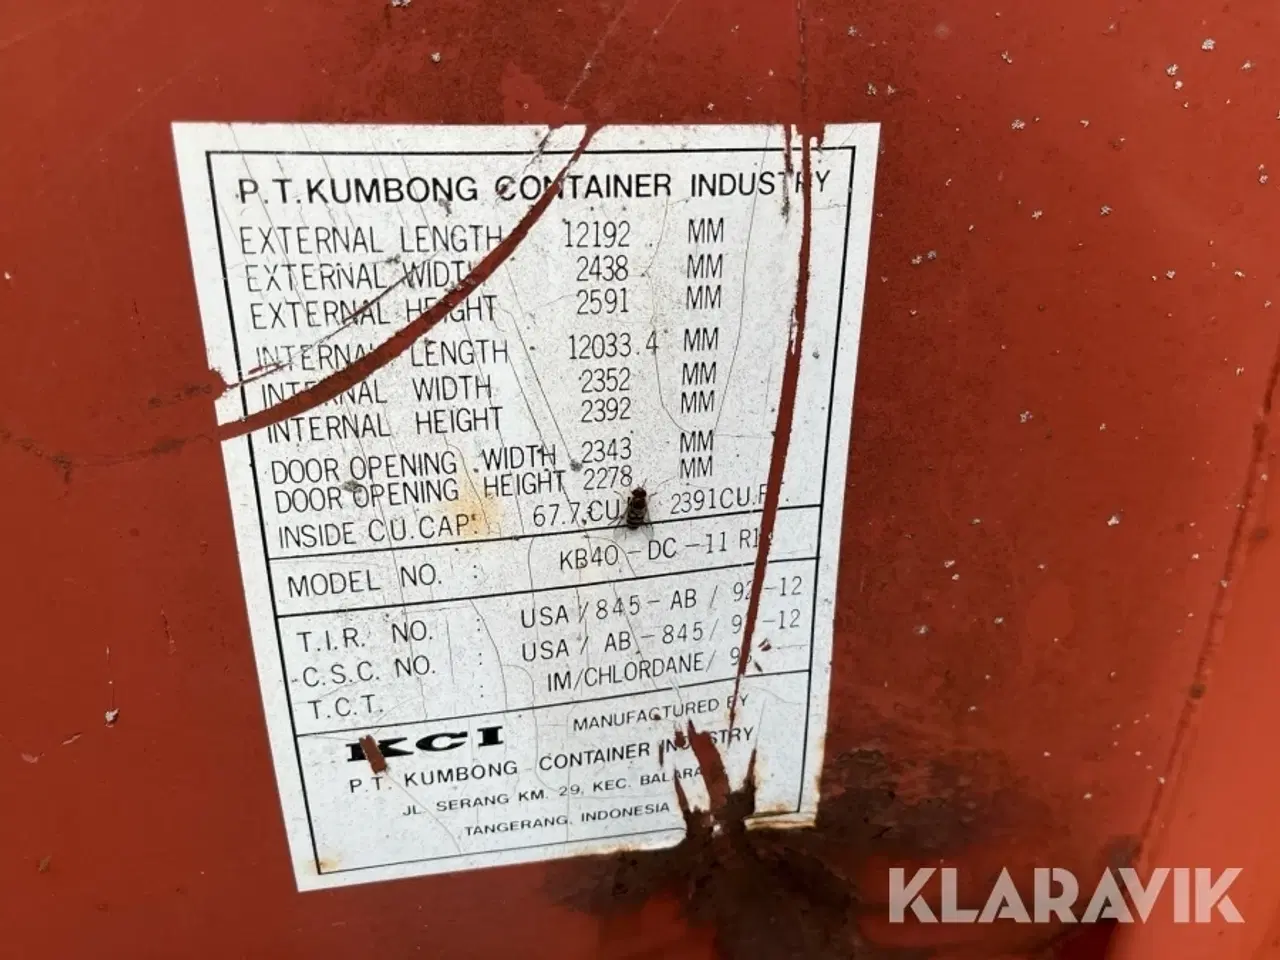 P.T. KUMBONG CONTAINER INDUSTRY
EXTERNAL LENGTH 12192 MM
EXTERNAL WIDTH 2438 MM
EXTERNAL HEIGHT 2591 MM
INTERNAL LENGTH 12033.4 MM
INTERNAL WIDTH 2352 MM
INTERNAL HEIGHT 2392 MM
DOOR OPENING WIDTH 2343 MM
DOOR OPENING HEIGHT 2278 MM
INSIDE CU.CAP. 67.7 CU. 2391 CU.F
MODEL NO. : KB40-DC-11
T.I.R. NO. : USA/845-AB/ -12
C.S.C. NO. : USA/AB-845/ -12
T.C.T. : IM/CHLORDANE/
KCI MANUFACTURED BY
P.T. KUMBONG CONTAINER INDUSTRY
JL. SERANG KM. 29, KEC. BALARA
TANGERANG, INDONESIA
KLARAVIK